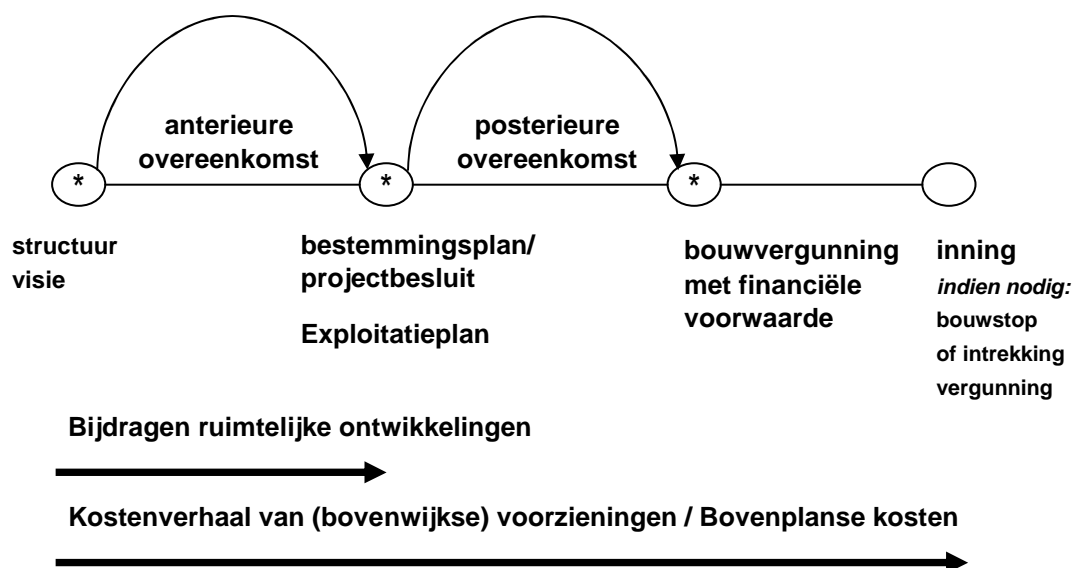 anterieure
overeenkomst
posterieure
overeenkomst
*
*
*
structuur
visie
bestemmingsplan/
projectbesluit
Exploitatieplan
bouwvergunning
met financiële
voorwaarde
inning
indien nodig:
bouwstop
of intrekking
vergunning
Bijdragen ruimtelijke ontwikkelingen
Kostenverhaal van (bovenwijkse) voorzieningen / Bovenplanse kosten